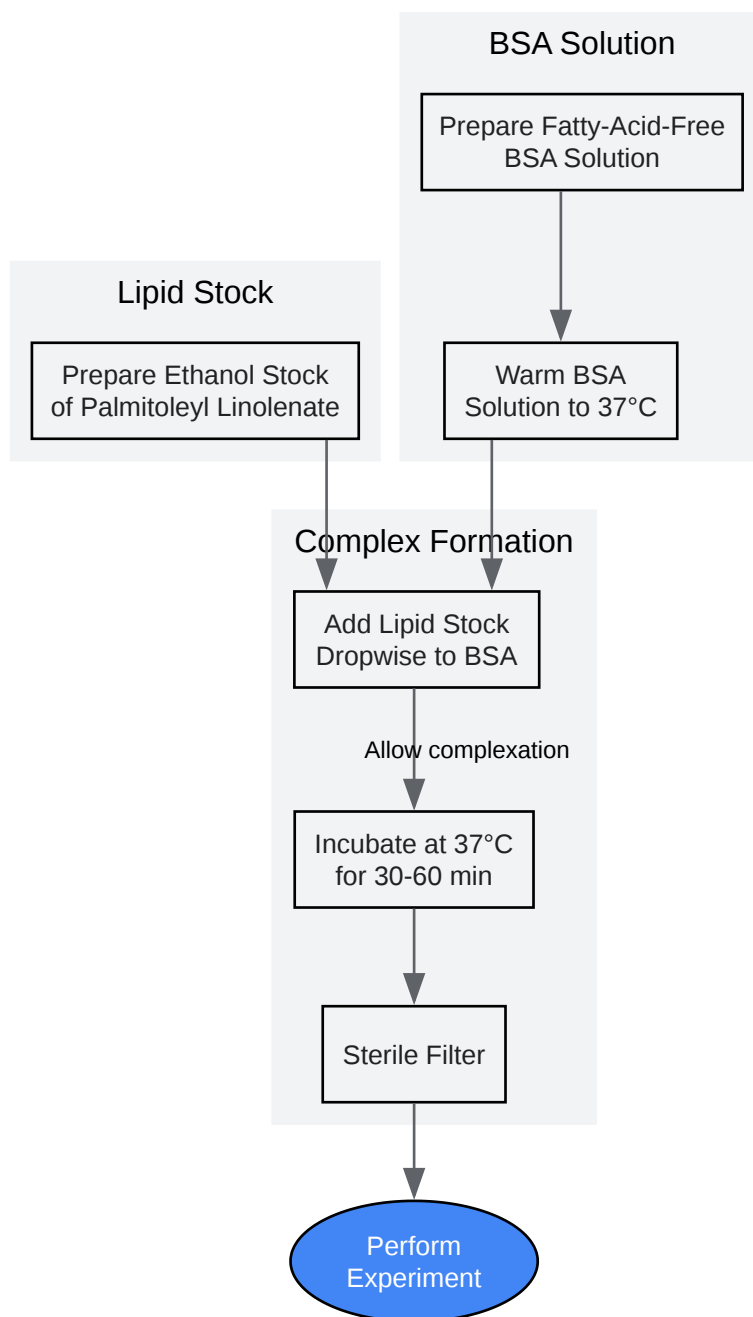 BSA Solution
Prepare Fatty-Acid-Free
BSA Solution
Lipid Stock
Prepare Ethanol Stock
of Palmitoleyl Linolenate
Warm BSA
Solution to 37°C
Complex Formation
Add Lipid Stock
Dropwise to BSA
Allow complexation
Incubate at 37°C
for 30-60 min
Sterile Filter
Perform
Experiment